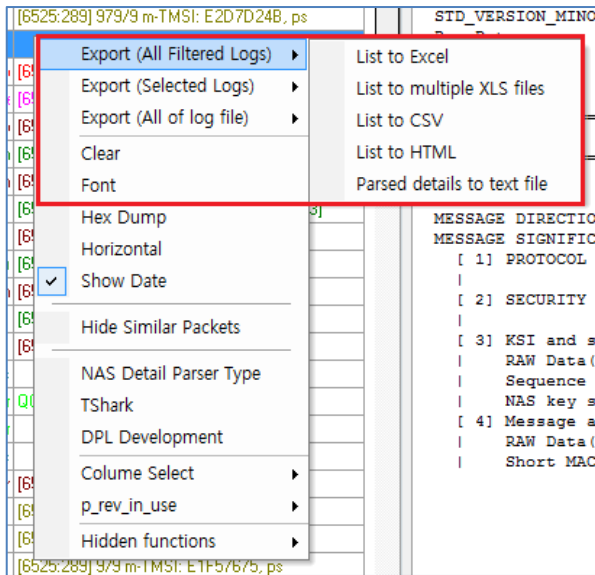 [6525:289] 979/9 m-TMSI: E2D7D24B, ps
Export (All Filtered Logs)
Export (Selected Logs)
Export (All of log file)
Clear
Font
Hex Dump
Horizontal
Show Date
Hide Similar Packets
NAS Detail Parser Type
TShark
DPL Development
Colume Select
p_rev_in_use
Hidden functions
[6525:289] 979/9 m-TMSI: E1F57675, ps
List to Excel
List to multiple XLS files
List to CSV
List to HTML
Parsed details to text file
STD_VERSION_MINO
MESSAGE DIRECTIO
MESSAGE SIGNIFIC
[ 1] PROTOCOL
|
[ 2] SECURITY
|
[ 3] KSI and s
| RAW Data(
| Sequence
| NAS key s
[ 4] Message a
| RAW Data(
| Short MAC